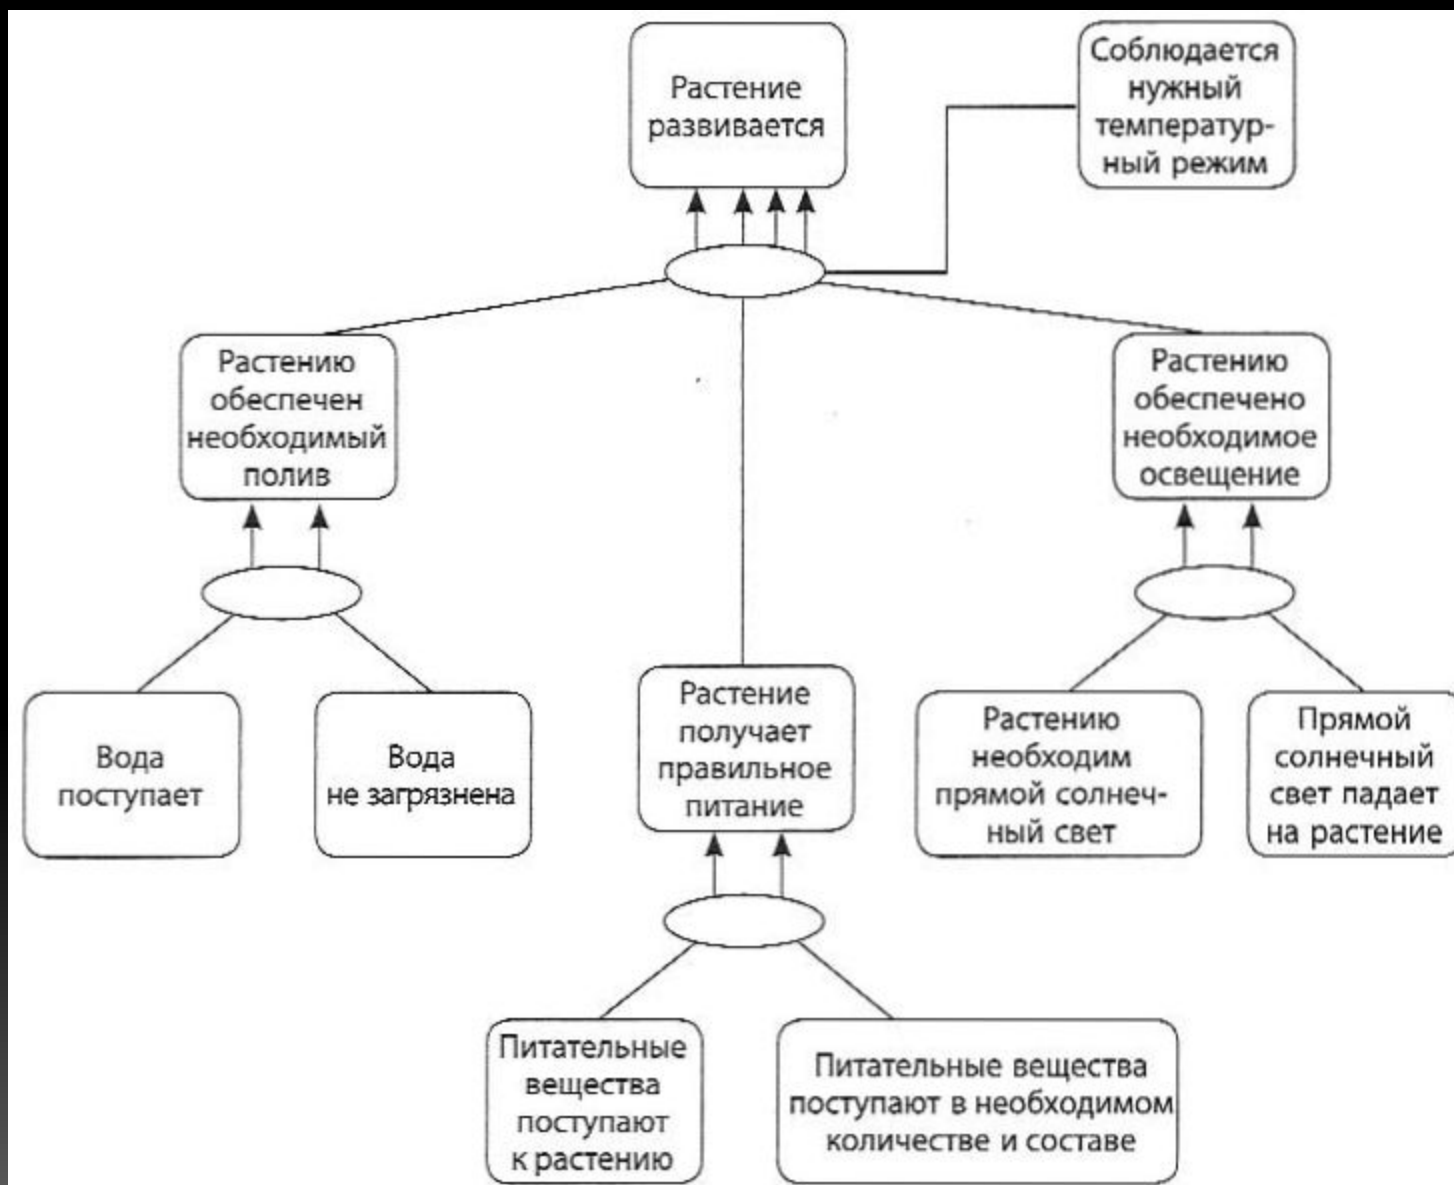 Растение
развивается
Соблюдается
нужный
температур-
ный режим
Растению
обеспечен
необходимый
полив
Растению
обеспечено
необходимое
освещение
Вода
поступает
Вода
не загрязнена
Растение
получает
правильное
питание
Растению
необходим
прямой солнеч-
ный свет
Прямой
солнечный
свет падает
на растение
Питательные
вещества
поступают
к растению
Питательные вещества
поступают в необходимом
количестве и составе